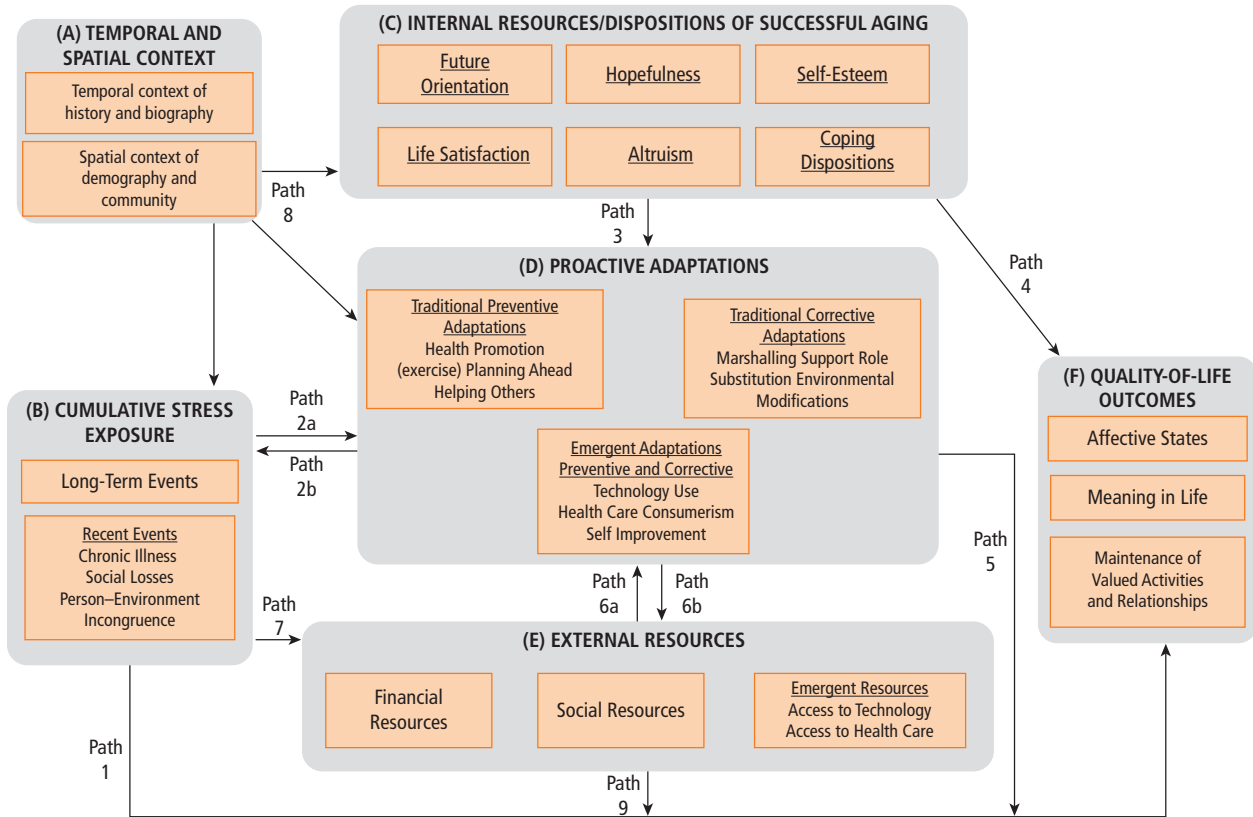 (A) TEMPORAL AND
SPATIAL CONTEXT
Temporal context of
history and biography
Spatial context of
demography and
community
(C) INTERNAL RESOURCES/DISPOSITIONS OF SUCCESSFUL AGING
Future
Orientation
Hopefulness
Self-Esteem
Life Satisfaction
Altruism
Coping
Dispositions
Path
8
Path
3
Path
4
(D) PROACTIVE ADAPTATIONS
Traditional Preventive
Adaptations
Health Promotion
(exercise) Planning Ahead
Helping Others
Traditional Corrective
Adaptations
Marshalling Support Role
Substitution Environmental
Modifications
Emergent Adaptations
Preventive and Corrective
Technology Use
Health Care Consumerism
Self Improvement
(B) CUMULATIVE STRESS
EXPOSURE
Long-Term Events
Recent Events
Chronic Illness
Social Losses
Person–Environment
Incongruence
Path
2a
Path
2b
(F) QUALITY-OF-LIFE
OUTCOMES
Affective States
Meaning in Life
Maintenance of
Valued Activities
and Relationships
Path
5
Path
6a
Path
6b
Path
7
(E) EXTERNAL RESOURCES
Financial
Resources
Social Resources
Emergent Resources
Access to Technology
Access to Health Care
Path
1
Path
9